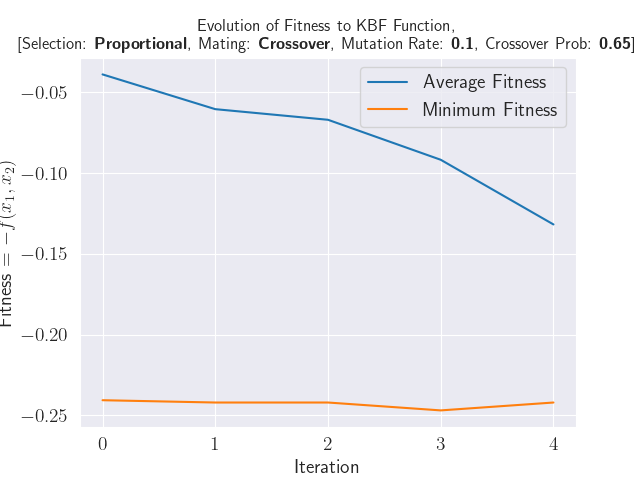 Evolution of Fitness to KBF Function,
[Selection: Proportional, Mating: Crossover, Mutation Rate: 0.1, Crossover Prob: 0.65]
Average Fitness
Minimum Fitness
Fitness = −f(x₁, x₂)
−0.05
−0.10
−0.15
−0.20
−0.25
0 1 2 3 4
Iteration